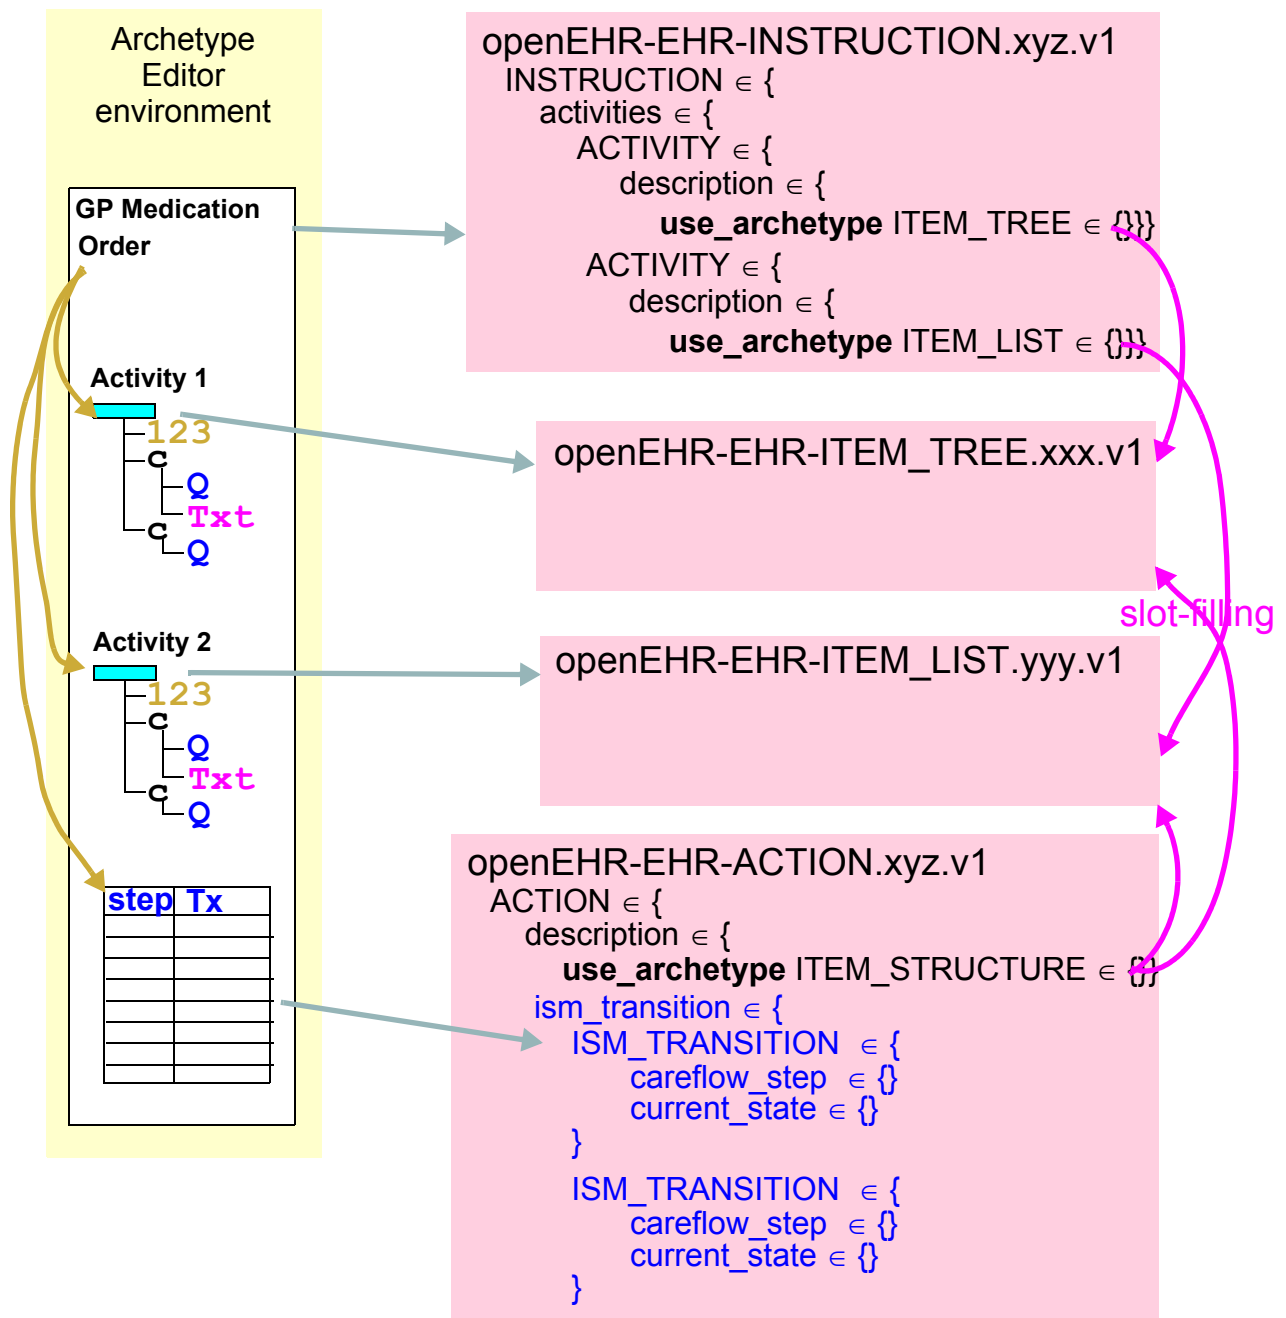 Archetype
Editor
environment
GP Medication
Order
Activity 1
123
C
Q
Txt
C
Q
Activity 2
123
C
Q
Txt
C
Q
step Tx
openEHR-EHR-INSTRUCTION.xyz.v1
INSTRUCTION ∈ {
activities ∈ {
ACTIVITY ∈ {
description ∈ {
use_archetype ITEM_TREE ∈ {}}}
ACTIVITY ∈ {
description ∈ {
use_archetype ITEM_LIST ∈ {}}}
openEHR-EHR-ITEM_TREE.xxx.v1
slot-filling
openEHR-EHR-ITEM_LIST.yyy.v1
openEHR-EHR-ACTION.xyz.v1
ACTION ∈ {
description ∈ {
use_archetype ITEM_STRUCTURE ∈ {}}
ism_transition ∈ {
ISM_TRANSITION ∈ {
careflow_step ∈ {}
current_state ∈ {}
}
ISM_TRANSITION ∈ {
careflow_step ∈ {}
current_state ∈ {}
}